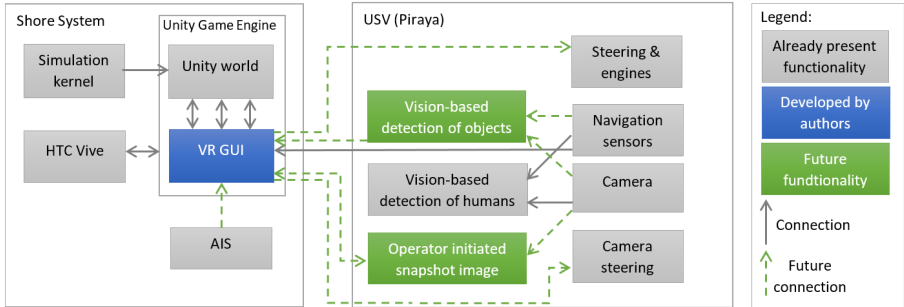 Shore System
Unity Game Engine
Simulation
kernel
Unity world
HTC Vive
VR GUI
AIS
USV (Piraya)
Steering &
engines
Vision-based
detection of objects
Navigation
sensors
Vision-based
detection of humans
Camera
Operator initiated
snapshot image
Camera
steering
Legend:
Already present
functionality
Developed by
authors
Future
fundtionality
Connection
Future
connection